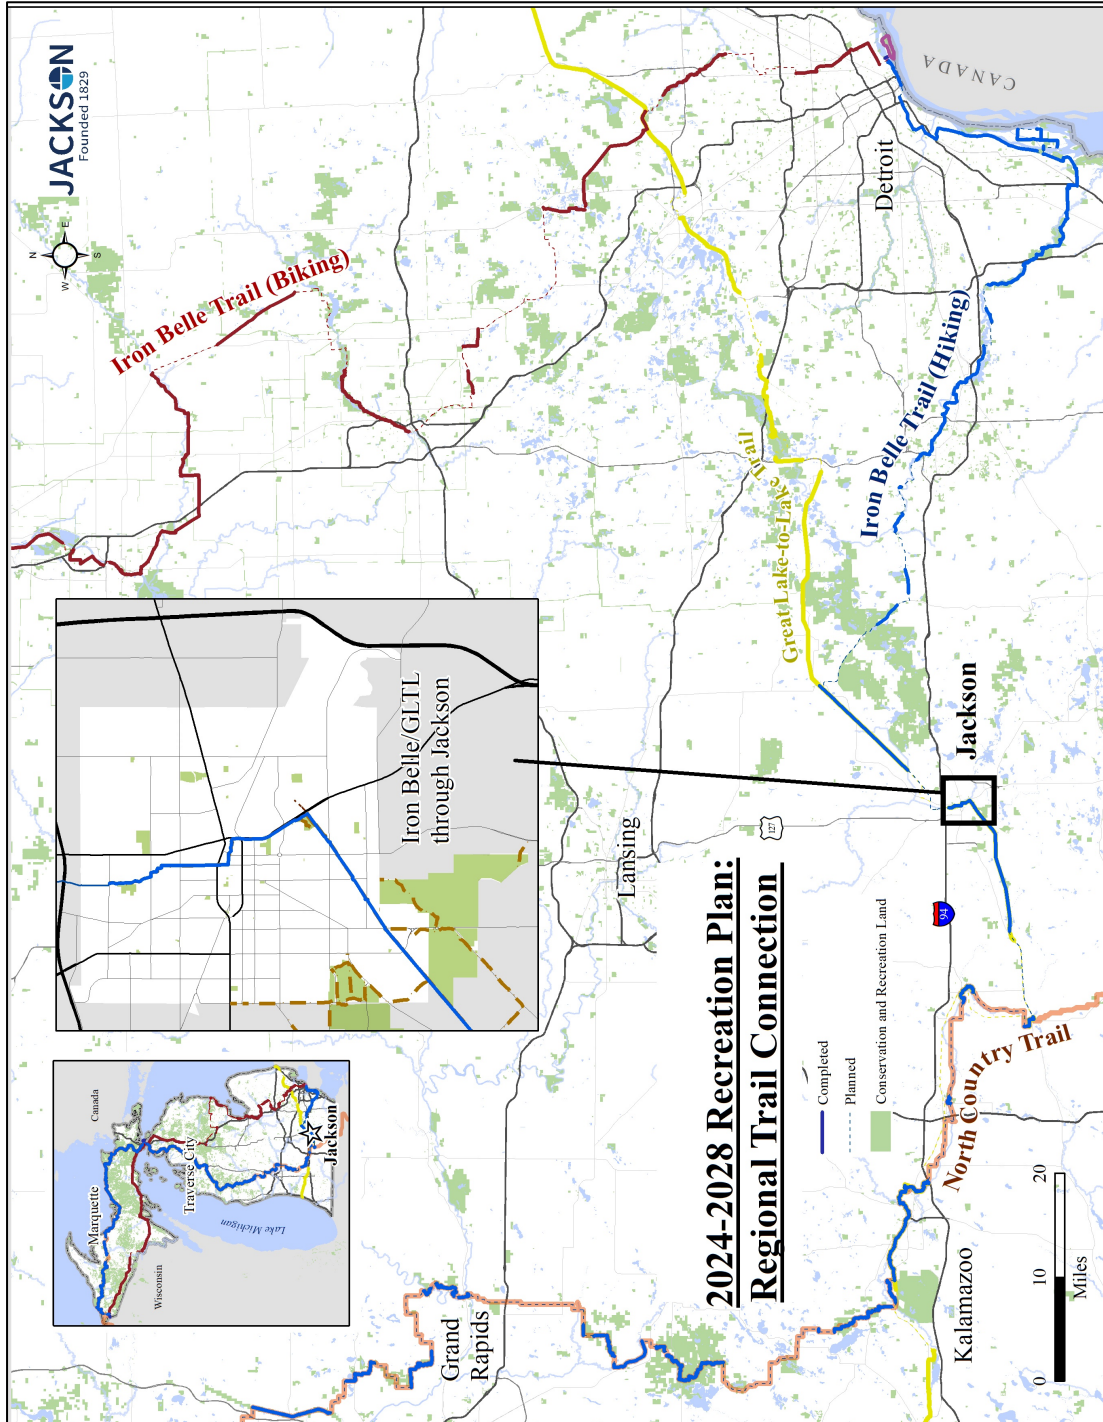 JACKSON
Founded 1829
N
W
E
S
CANADA
Iron Belle Trail (Biking)
Detroit
Iron Belle Trail (Hiking)
Great Lake-to-Lake Trail
Iron Belle/GLTL
through Jackson
Jackson
Lansing
127
94
2024-2028 Recreation Plan:
Regional Trail Connection
Completed
Planned
Conservation and Recreation Land
North Country Trail
Canada
Marquette
Traverse City
Lake Michigan
Wisconsin
Jackson
Grand
Rapids
Kalamazoo
0
10
20
Miles